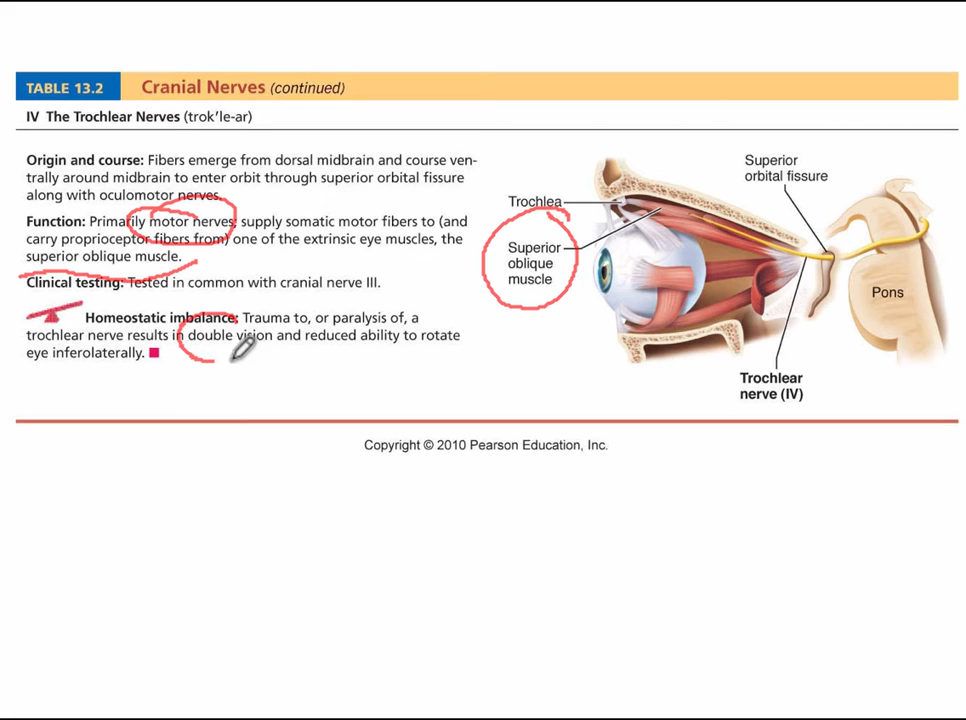 TABLE 13.2 Cranial Nerves (continued)
IV The Trochlear Nerves (trok'le-ar)
Origin and course: Fibers emerge from dorsal midbrain and course ven-
trally around midbrain to enter orbit through superior orbital fissure
along with oculomotor nerves.
Function: Primarily motor nerves; supply somatic motor fibers to (and
carry proprioceptor fibers from) one of the extrinsic eye muscles, the
superior oblique muscle.
Clinical testing: Tested in common with cranial nerve III.
Homeostatic imbalance: Trauma to, or paralysis of, a
trochlear nerve results in double vision and reduced ability to rotate
eye inferolaterally.
Trochlea
Superior
oblique
muscle
Superior
orbital fissure
Pons
Trochlear
nerve (IV)
Copyright © 2010 Pearson Education, Inc.